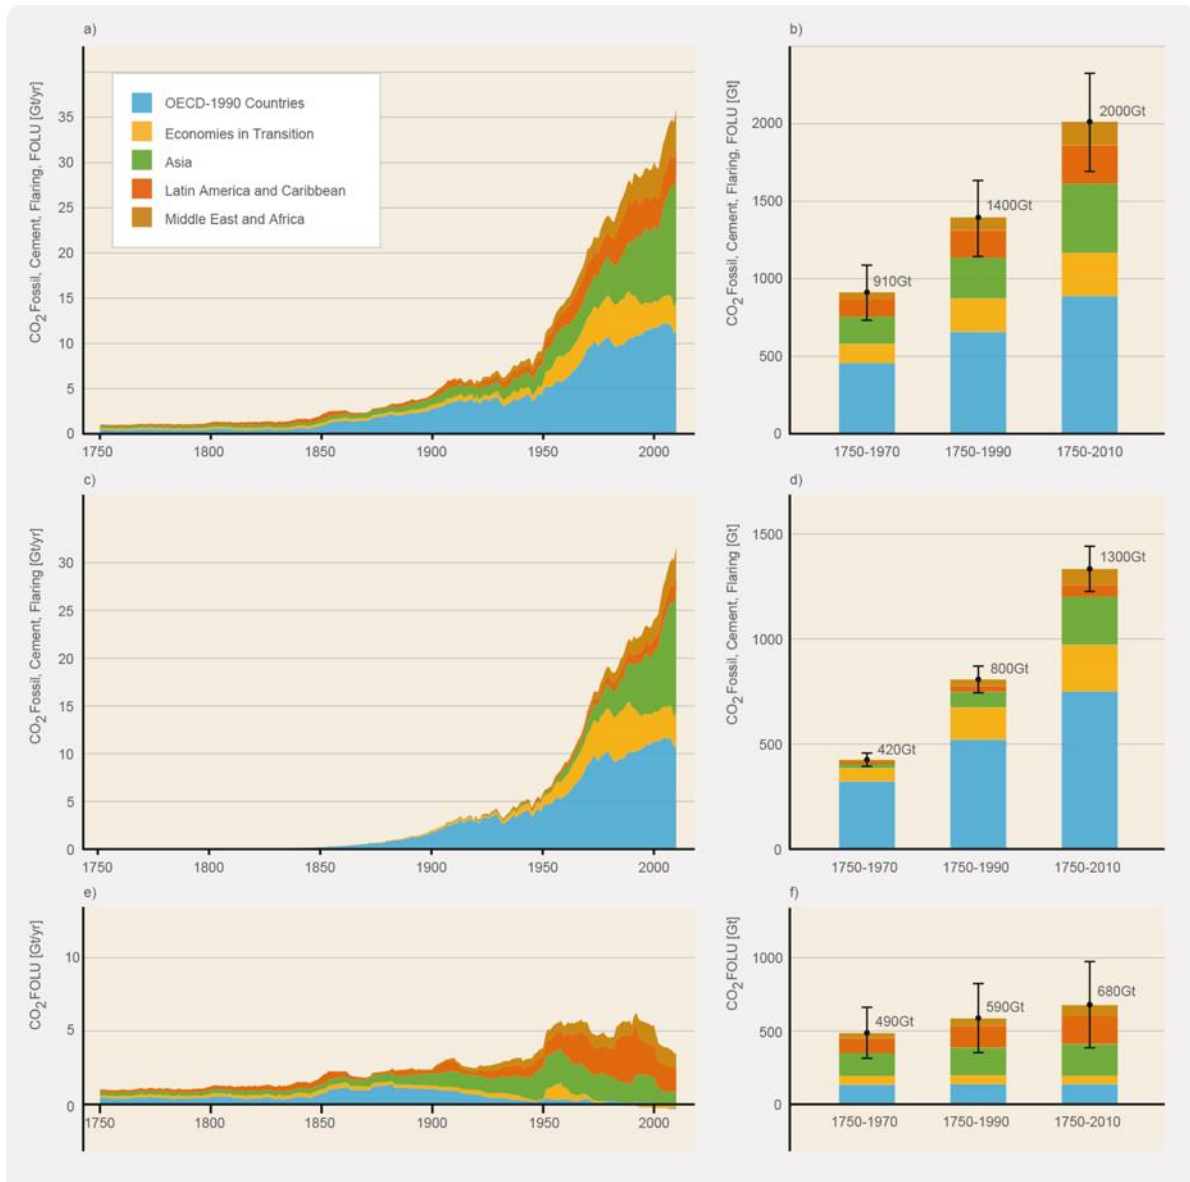 a)
CO2 Fossil, Cement, Flaring, FOLU [Gt/yr]
35
30
25
20
15
10
5
0
OECD-1990 Countries
Economies in Transition
Asia
Latin America and Caribbean
Middle East and Africa
1750
1800
1850
1900
1950
2000
b)
CO2 Fossil, Cement, Flaring, FOLU [Gt]
2000
1500
1000
500
0
910Gt
1400Gt
2000Gt
1750-1970
1750-1990
1750-2010
c)
CO2 Fossil, Cement, Flaring [Gt/yr]
30
25
20
15
10
5
0
1750
1800
1850
1900
1950
2000
d)
CO2 Fossil, Cement, Flaring [Gt]
1500
1000
500
0
420Gt
800Gt
1300Gt
1750-1970
1750-1990
1750-2010
e)
CO2 FOLU [Gt/yr]
10
5
0
1750
1800
1850
1900
1950
2000
f)
CO2 FOLU [Gt]
1000
500
0
490Gt
590Gt
680Gt
1750-1970
1750-1990
1750-2010